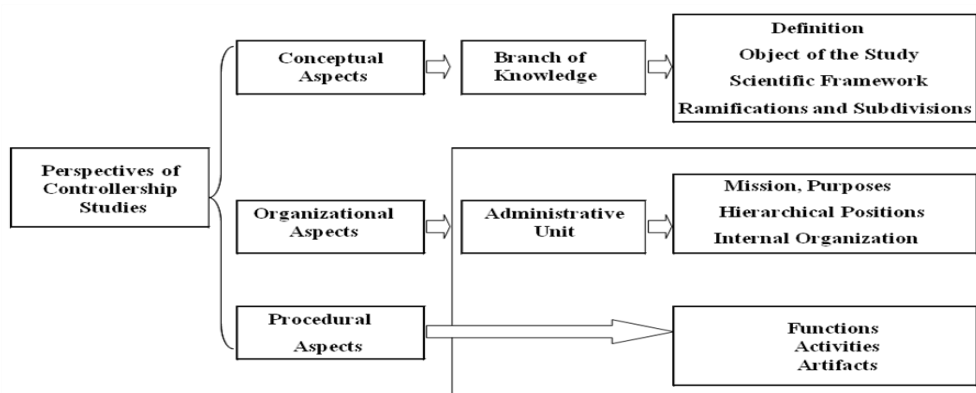 Perspectives of
Controllership
Studies
Conceptual
Aspects
Branch of
Knowledge
Definition
Object of the Study
Scientific Framework
Ramifications and Subdivisions
Organizational
Aspects
Administrative
Unit
Mission, Purposes
Hierarchical Positions
Internal Organization
Procedural
Aspects
Functions
Activities
Artifacts